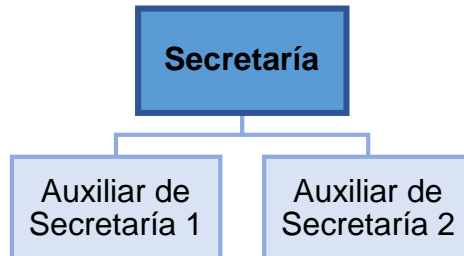 Secretaría
Auxiliar de
Secretaría 1
Auxiliar de
Secretaría 2